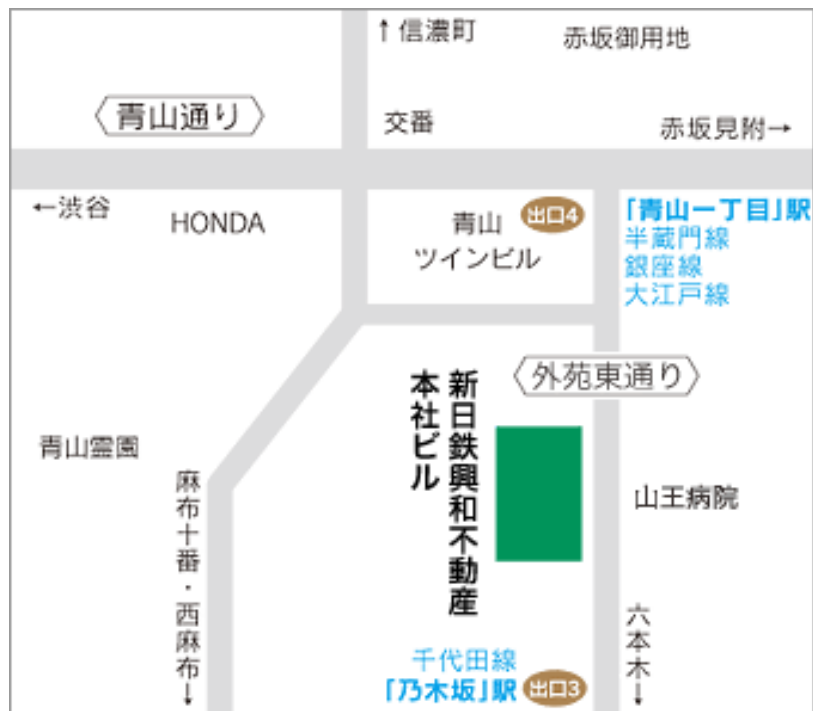 ↑信濃町
赤坂御用地
青山通り
交番
赤坂見附→
←渋谷
HONDA
青山
ツインビル
出口4
「青山一丁目」駅
半蔵門線
銀座線
大江戸線
外苑東通り
新日鉄興和不動産
本社ビル
青山霊園
麻布十番・西麻布↓
山王病院
六本木↓
千代田線
「乃木坂」駅
出口3